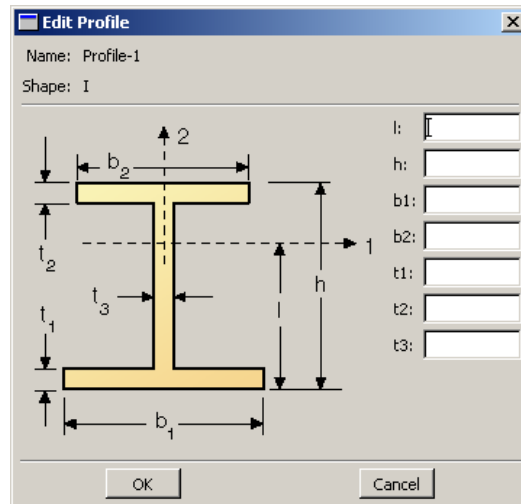 Edit Profile
Name: Profile-1
Shape: I
2
b2
1
t2
t3
h
l
t1
b1
l:
h:
b1:
b2:
t1:
t2:
t3:
OK
Cancel